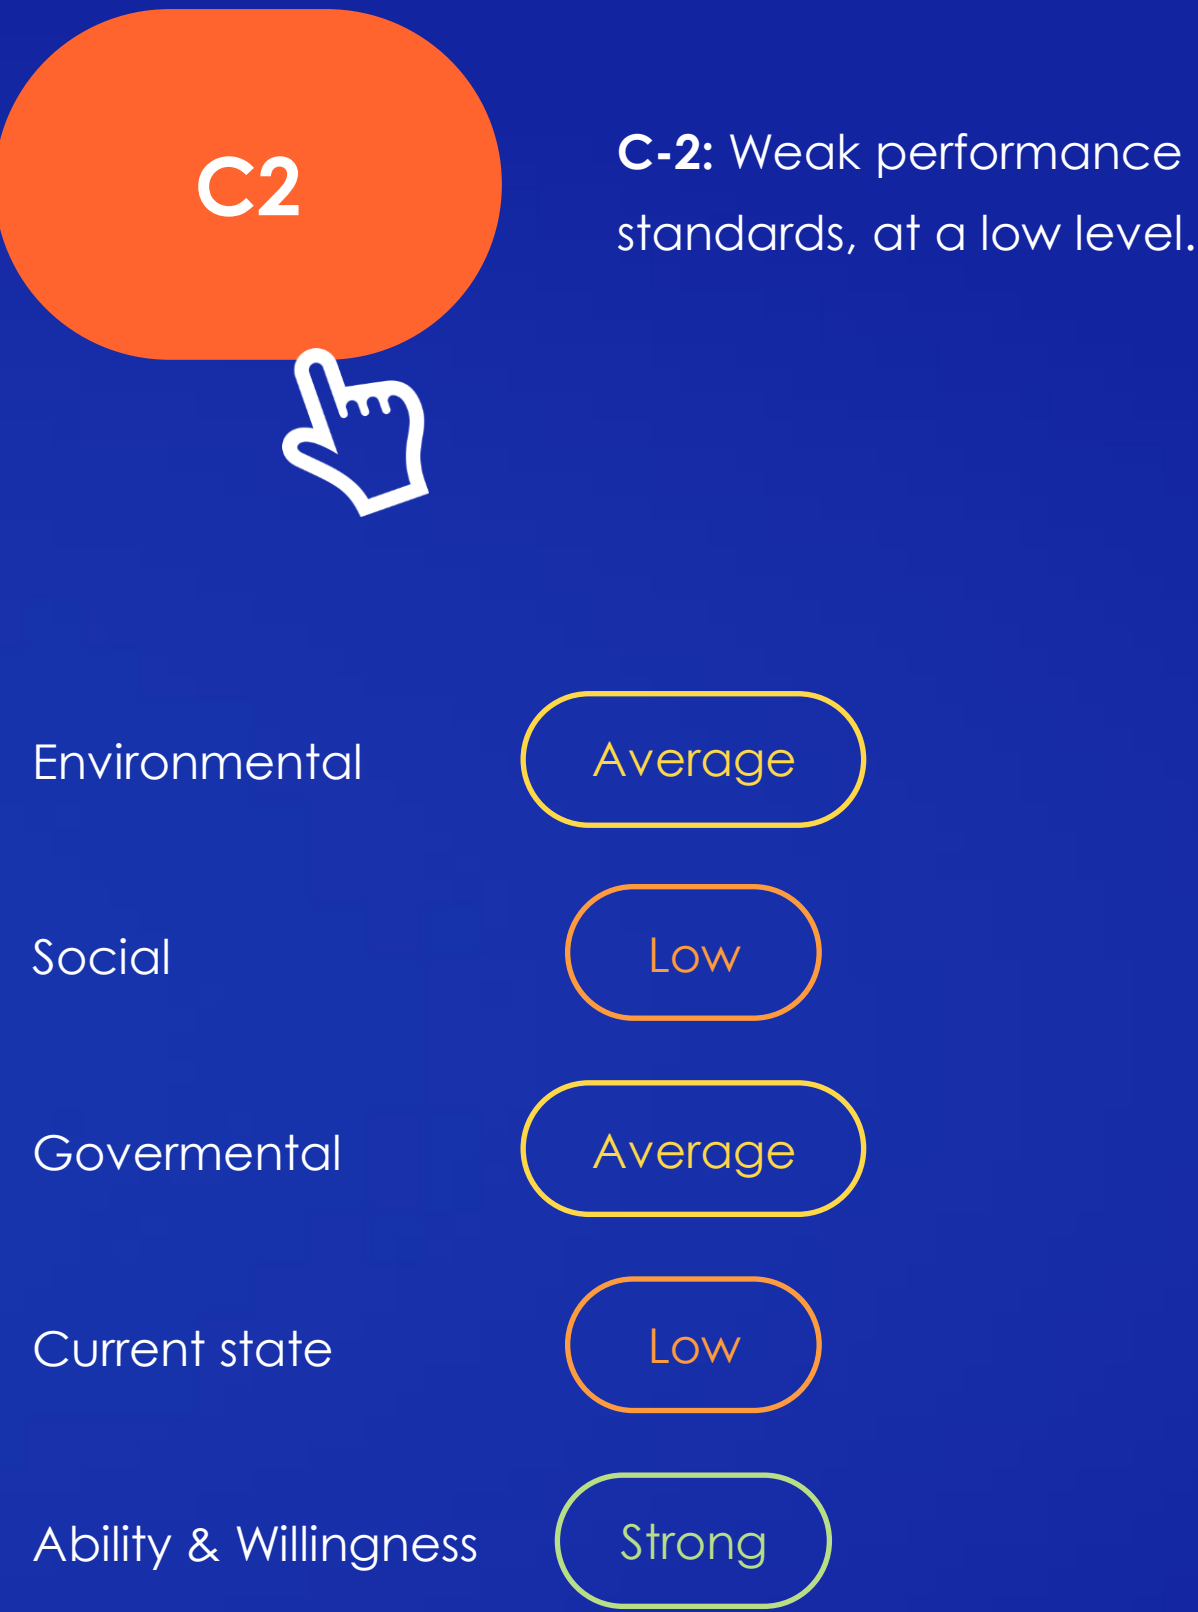 C2
C-2: Weak performance
standards, at a low level.
Environmental
Average
Social
Low
Govermental
Average
Current state
Low
Ability & Willingness
Strong